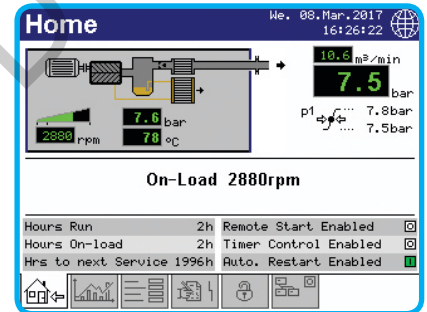 Home
We. 08.Mar.2017
16:26:22
10.6 m³/min
7.5 bar
p1 7.8bar
7.5bar
2880 rpm
7.6 bar
78 °C
On-Load 2880rpm
Hours Run 2h Remote Start Enabled
Hours On-load 2h Timer Control Enabled
Hrs to next Service 1996h Auto. Restart Enabled